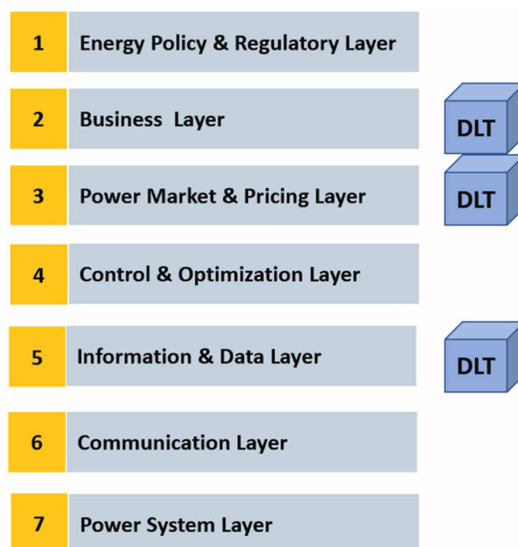 1 Energy Policy & Regulatory Layer
2 Business Layer DLT
3 Power Market & Pricing Layer DLT
4 Control & Optimization Layer
5 Information & Data Layer DLT
6 Communication Layer
7 Power System Layer